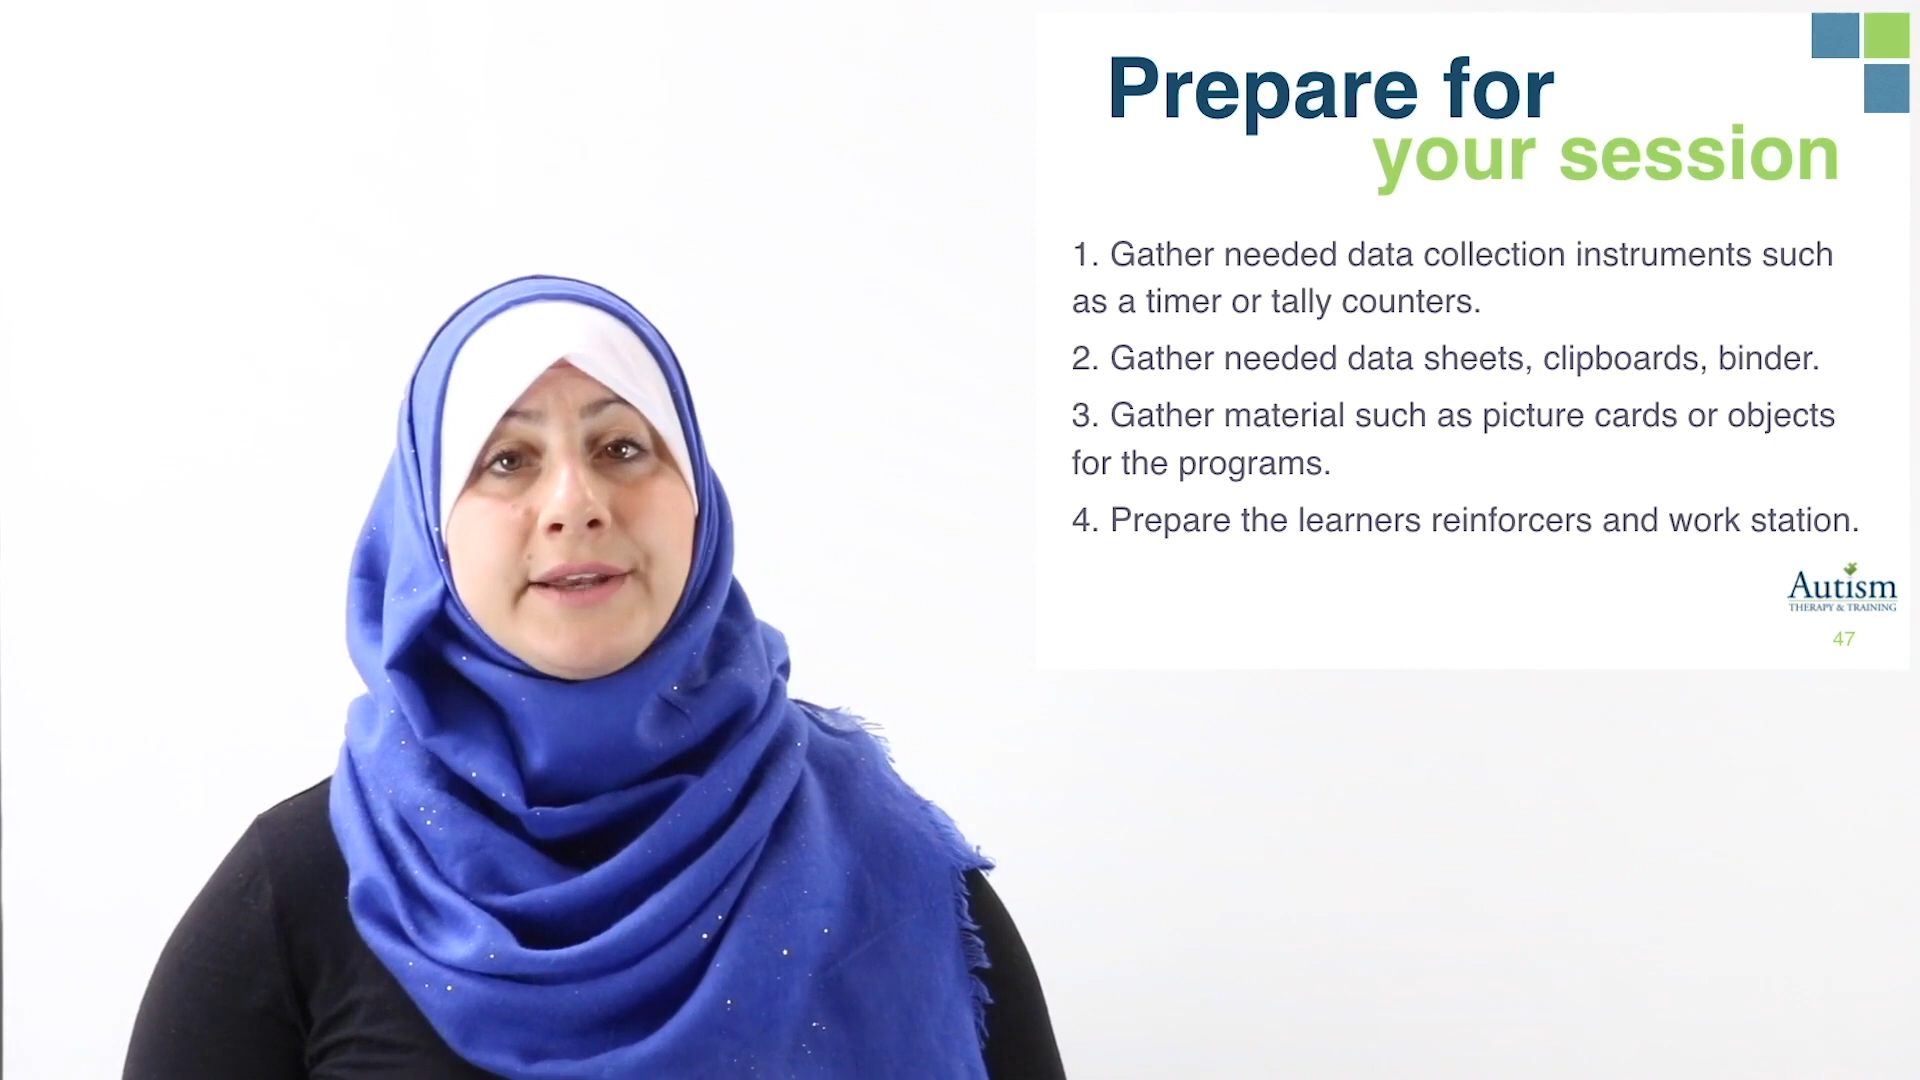 Prepare for
your session
1. Gather needed data collection instruments such
as a timer or tally counters.
2. Gather needed data sheets, clipboards, binder.
3. Gather material such as picture cards or objects
for the programs.
4. Prepare the learners reinforcers and work station.
Autism
THERAPY & TRAINING
47